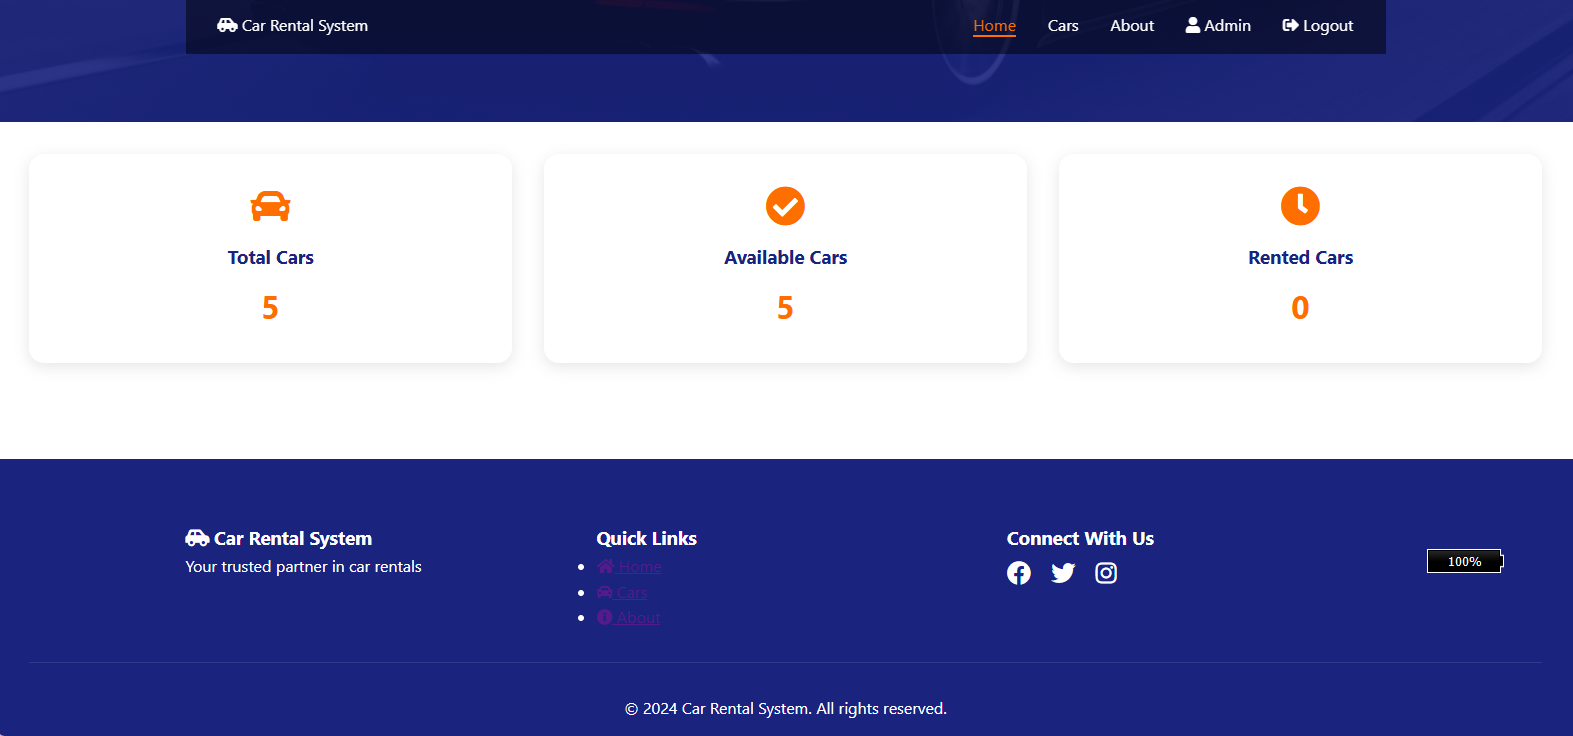 Car Rental System
Home Cars About Admin Logout
Total Cars
5
Available Cars
5
Rented Cars
0
Car Rental System
Your trusted partner in car rentals
Quick Links
Home
Cars
About
Connect With Us
100%
© 2024 Car Rental System. All rights reserved.